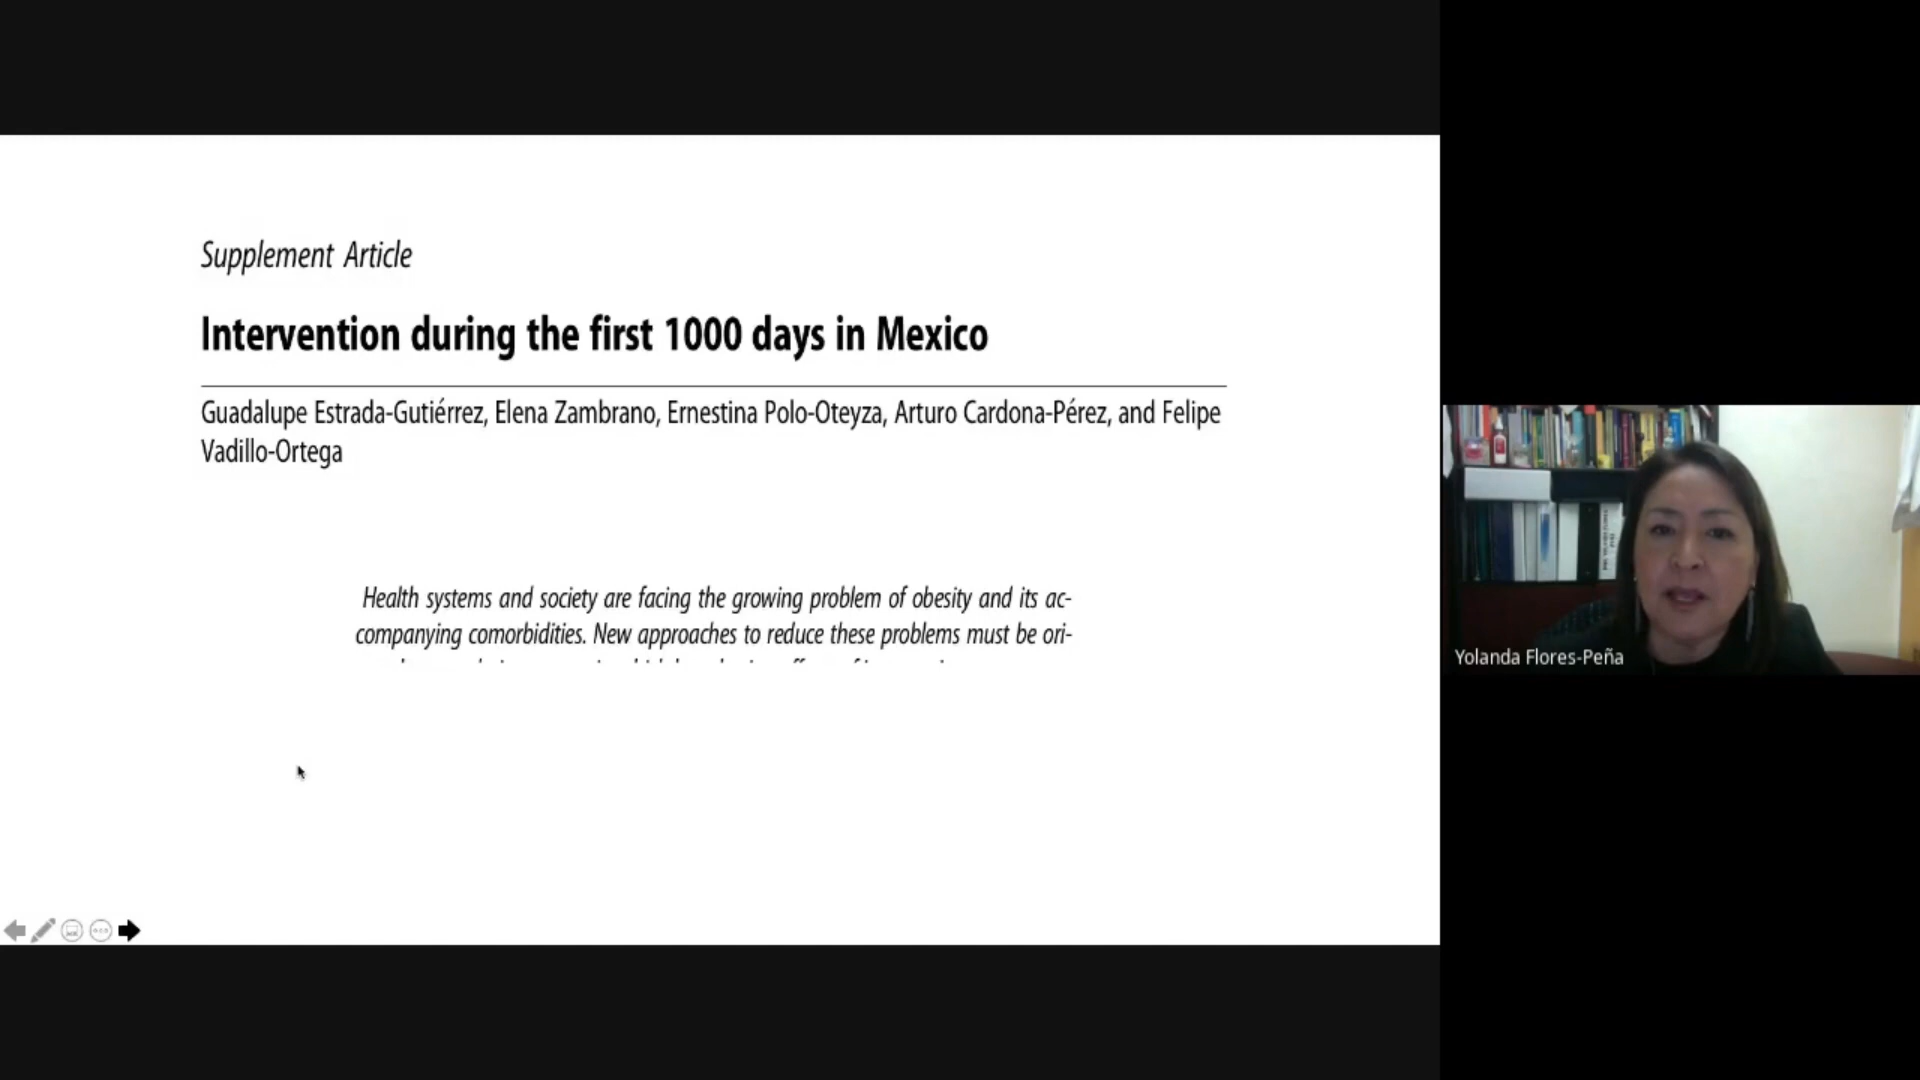 Supplement Article
Intervention during the first 1000 days in Mexico
Guadalupe Estrada-Gutiérrez, Elena Zambrano, Ernestina Polo-Oteyza, Arturo Cardona-Pérez, and Felipe
Vadillo-Ortega
Health systems and society are facing the growing problem of obesity and its ac-
companying comorbidities. New approaches to reduce these problems must be ori-
Yolanda Flores-Peña